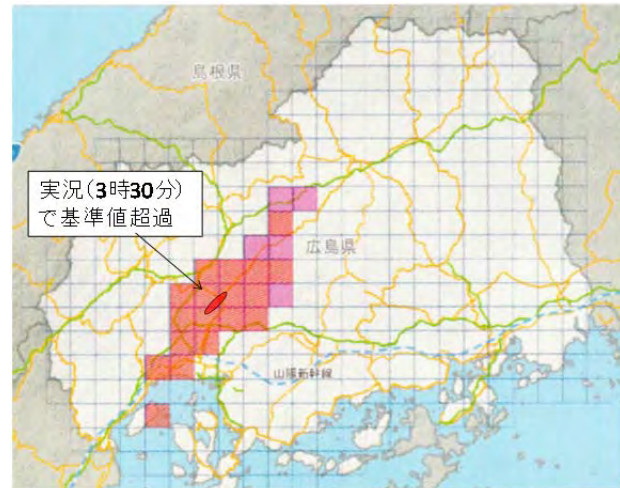 島根県
実況(3時30分)
で基準値超過
広島県
山陽新幹線